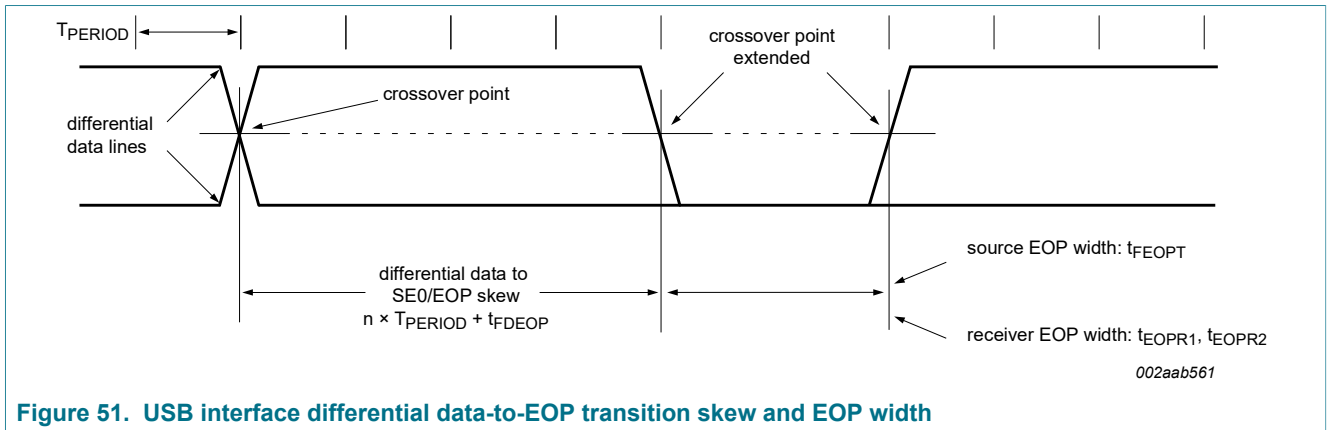 TPERIOD
crossover point
extended
crossover point
differential
data lines
differential data to
SE0/EOP skew
n × TPERIOD + tFDEOP
source EOP width: tFEOPT
receiver EOP width: tEOPR1, tEOPR2
002aab561
Figure 51. USB interface differential data-to-EOP transition skew and EOP width